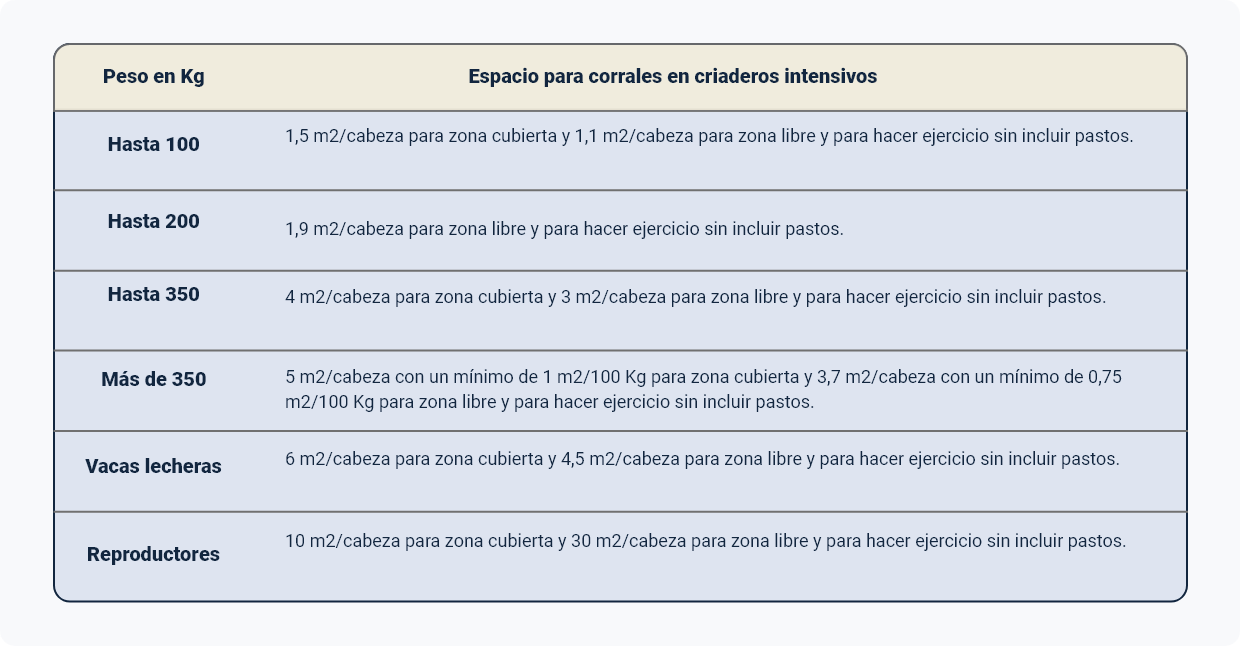 Peso en Kg
Espacio para corrales en criaderos intensivos
Hasta 100
1,5 m2/cabeza para zona cubierta y 1,1 m2/cabeza para zona libre y para hacer ejercicio sin incluir pastos.
Hasta 200
1,9 m2/cabeza para zona libre y para hacer ejercicio sin incluir pastos.
Hasta 350
4 m2/cabeza para zona cubierta y 3 m2/cabeza para zona libre y para hacer ejercicio sin incluir pastos.
Más de 350
5 m2/cabeza con un mínimo de 1 m2/100 Kg para zona cubierta y 3,7 m2/cabeza con un mínimo de 0,75
m2/100 Kg para zona libre y para hacer ejercicio sin incluir pastos.
Vacas lecheras
6 m2/cabeza para zona cubierta y 4,5 m2/cabeza para zona libre y para hacer ejercicio sin incluir pastos.
Reproductores
10 m2/cabeza para zona cubierta y 30 m2/cabeza para zona libre y para hacer ejercicio sin incluir pastos.